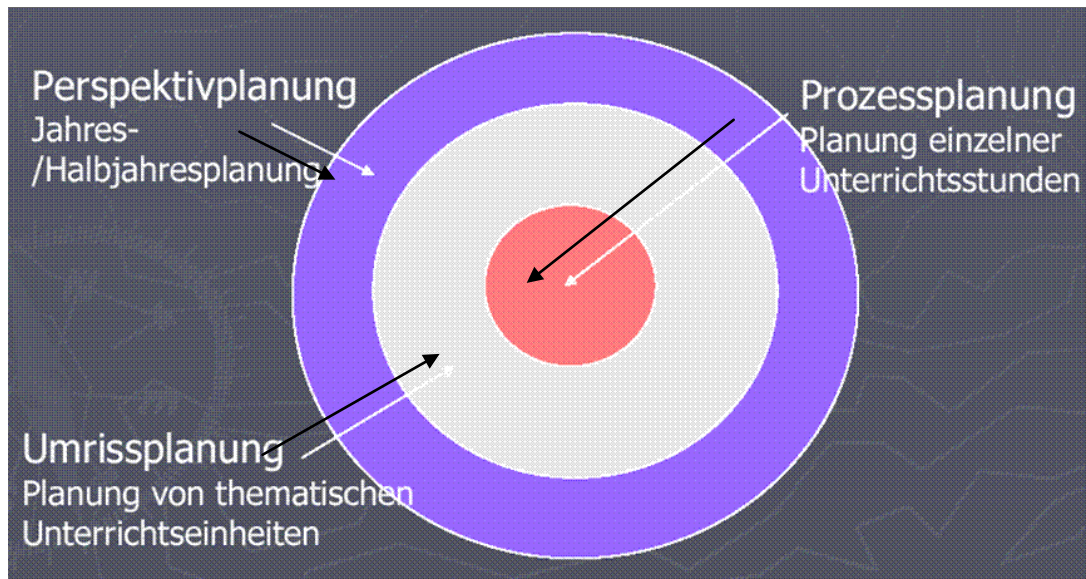 Perspektivplanung
Jahres-
/Halbjahresplanung
Prozessplanung
Planung einzelner
Unterrichtsstunden
Umrissplanung
Planung von thematischen
Unterrichtseinheiten